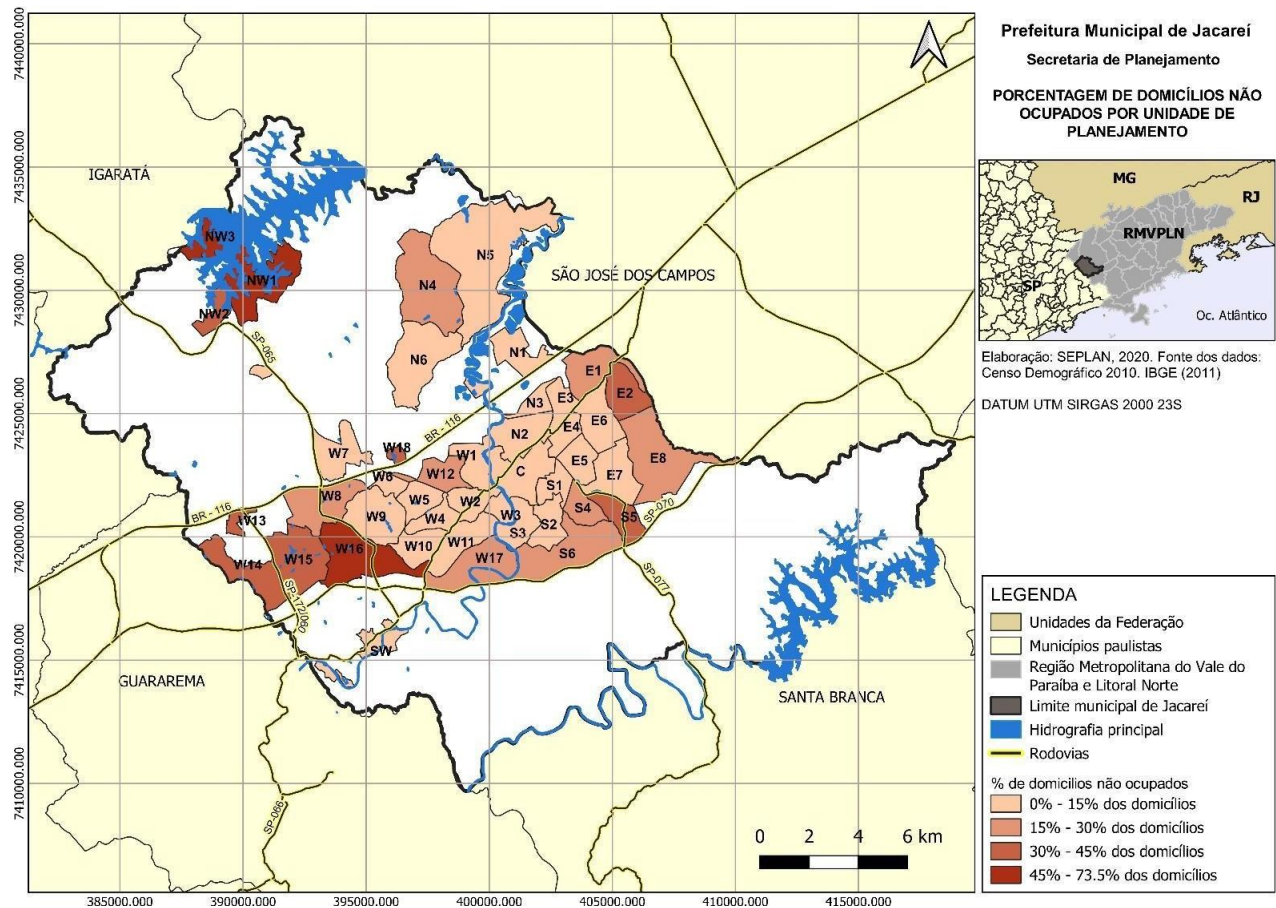 Prefeitura Municipal de Jacareí
Secretaria de Planejamento
PORCENTAGEM DE DOMICÍLIOS NÃO
OCUPADOS POR UNIDADE DE
PLANEJAMENTO
MG
RJ
RMVPLN
SP
Oc. Atlântico
Elaboração: SEPLAN, 2020. Fonte dos dados:
Censo Demográfico 2010. IBGE (2011)
DATUM UTM SIRGAS 2000 23S
LEGENDA
Unidades da Federação
Municípios paulistas
Região Metropolitana do Vale do
Paraíba e Litoral Norte
Limite municipal de Jacareí
Hidrografia principal
Rodovias
% de domicilios não ocupados
0% - 15% dos domicílios
15% - 30% dos domicílios
30% - 45% dos domicílios
45% - 73.5% dos domicílios
7440000.000
7435000.000
7430000.000
7425000.000
7420000.000
7415000.000
7410000.000
IGARATÁ
SÃO JOSÉ DOS CAMPOS
GUARAREMA
SANTA BRANCA
NW3
NW1
NW2
N5
N4
N6
N1
N3
N2
E1
E2
E3
E4
E6
E5
E7
E8
C
S1
S2
S3
S4
S5
S6
W1
W2
W3
W4
W5
W6
W7
W8
W9
W10
W11
W12
W13
W14
W15
W16
W17
W18
SW
SP-065
BR - 116
BR - 116
SP-070
SP-077
SP-172/060
SP-066
0 2 4 6 km
385000.000 390000.000 395000.000 400000.000 405000.000 410000.000 415000.000